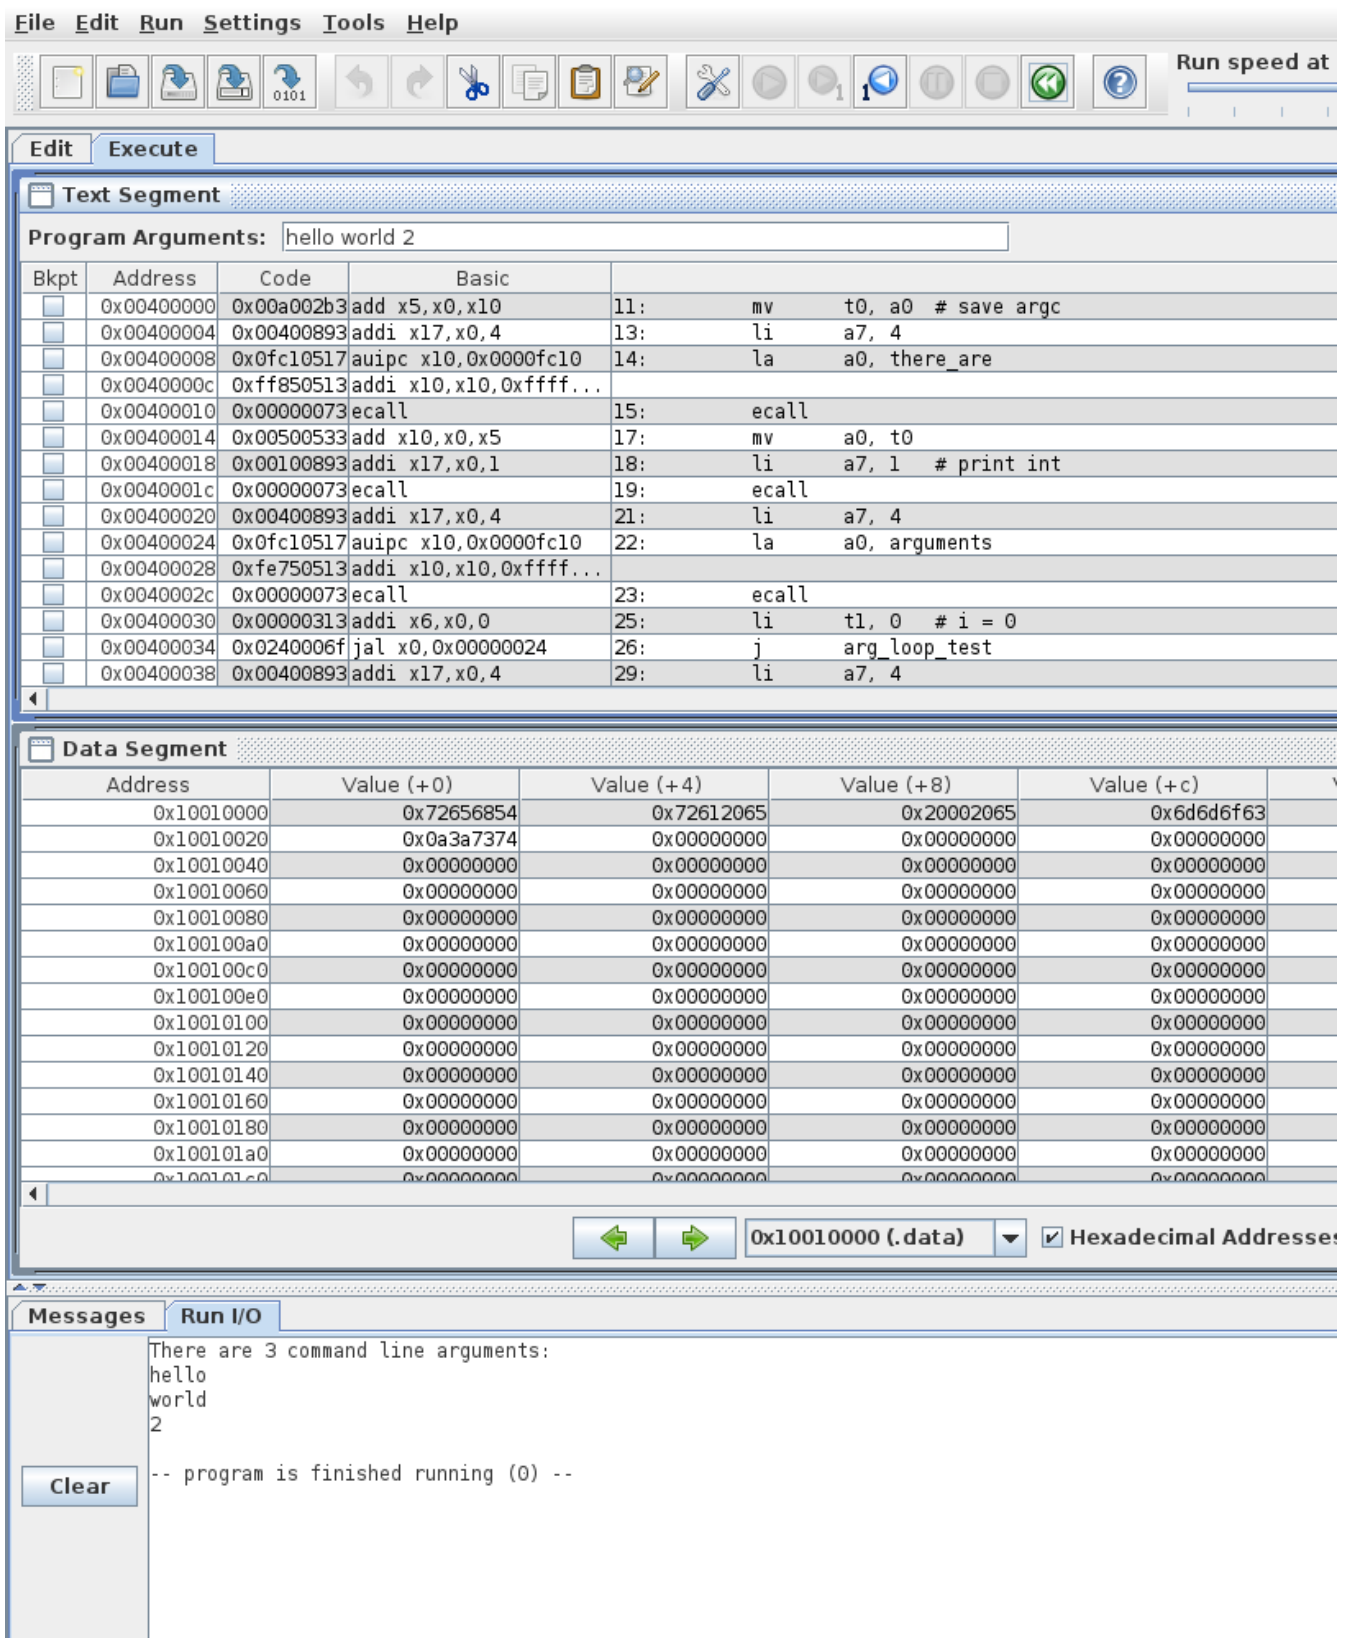 File Edit Run Settings Tools Help
0101
1
1
Run speed at
Edit Execute
Text Segment
Program Arguments: hello world 2
Bkpt Address Code Basic
0x00400000 0x00a002b3 add x5,x0,x10 11: mv t0, a0 # save argc
0x00400004 0x00400893 addi x17,x0,4 13: li a7, 4
0x00400008 0x0fc10517 auipc x10,0x0000fc10 14: la a0, there_are
0x0040000c 0xff850513 addi x10,x10,0xffff...
0x00400010 0x00000073 ecall 15: ecall
0x00400014 0x00500533 add x10,x0,x5 17: mv a0, t0
0x00400018 0x00100893 addi x17,x0,1 18: li a7, 1 # print int
0x0040001c 0x00000073 ecall 19: ecall
0x00400020 0x00400893 addi x17,x0,4 21: li a7, 4
0x00400024 0x0fc10517 auipc x10,0x0000fc10 22: la a0, arguments
0x00400028 0xfe750513 addi x10,x10,0xffff...
0x0040002c 0x00000073 ecall 23: ecall
0x00400030 0x00000313 addi x6,x0,0 25: li t1, 0 # i = 0
0x00400034 0x0240006f jal x0,0x00000024 26: j arg_loop_test
0x00400038 0x00400893 addi x17,x0,4 29: li a7, 4
Data Segment
Address Value (+0) Value (+4) Value (+8) Value (+c)
0x10010000 0x72656854 0x72612065 0x20002065 0x6d6d6f63
0x10010020 0x0a3a7374 0x00000000 0x00000000 0x00000000
0x10010040 0x00000000 0x00000000 0x00000000 0x00000000
0x10010060 0x00000000 0x00000000 0x00000000 0x00000000
0x10010080 0x00000000 0x00000000 0x00000000 0x00000000
0x100100a0 0x00000000 0x00000000 0x00000000 0x00000000
0x100100c0 0x00000000 0x00000000 0x00000000 0x00000000
0x100100e0 0x00000000 0x00000000 0x00000000 0x00000000
0x10010100 0x00000000 0x00000000 0x00000000 0x00000000
0x10010120 0x00000000 0x00000000 0x00000000 0x00000000
0x10010140 0x00000000 0x00000000 0x00000000 0x00000000
0x10010160 0x00000000 0x00000000 0x00000000 0x00000000
0x10010180 0x00000000 0x00000000 0x00000000 0x00000000
0x100101a0 0x00000000 0x00000000 0x00000000 0x00000000
0x100101c0 0x00000000 0x00000000 0x00000000 0x00000000
0x10010000 (.data) Hexadecimal Addresses
Messages Run I/O
There are 3 command line arguments:
hello
world
2
-- program is finished running (0) --
Clear